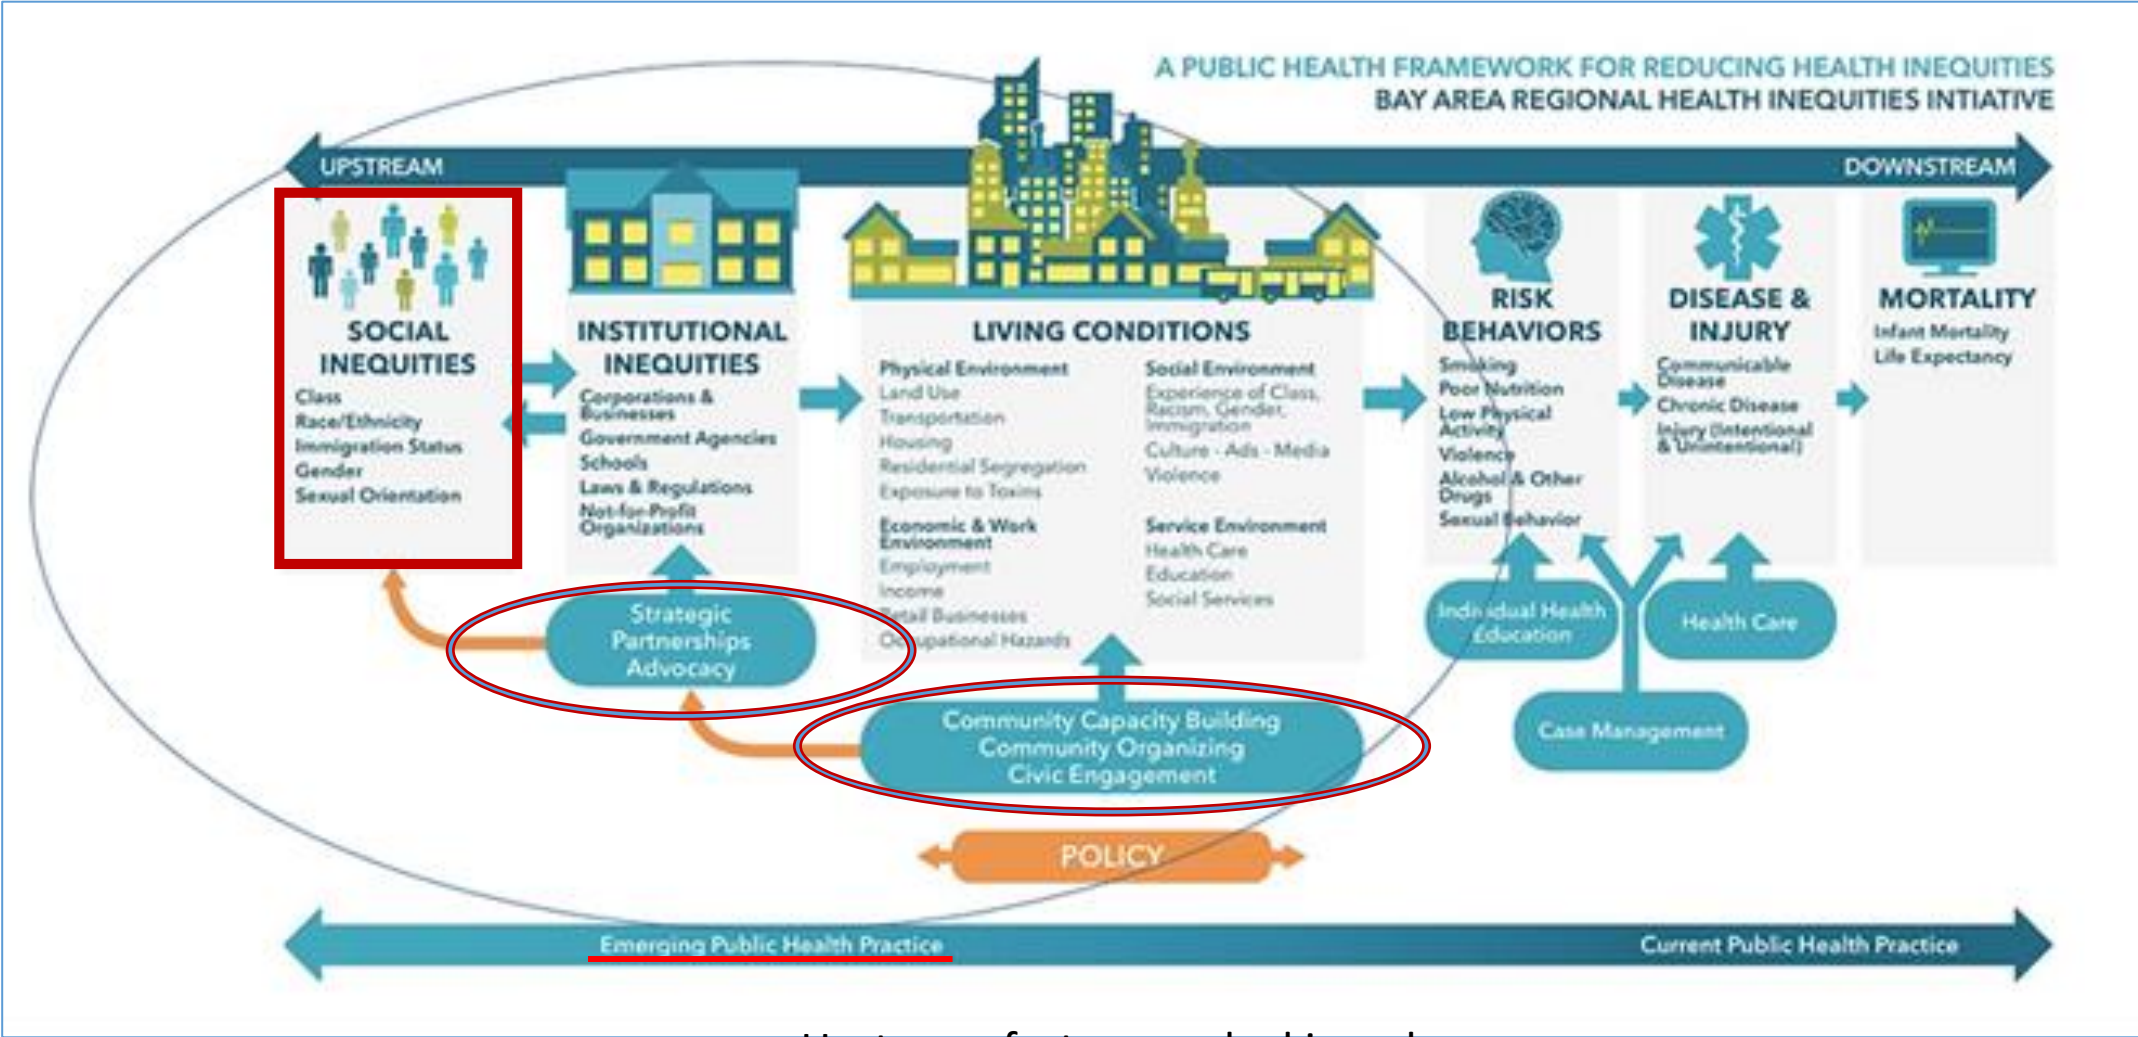 A PUBLIC HEALTH FRAMEWORK FOR REDUCING HEALTH INEQUITIES
BAY AREA REGIONAL HEALTH INEQUITIES INTIATIVE
UPSTREAM
DOWNSTREAM
SOCIAL
INEQUITIES
Class
Race/Ethnicity
Immigration Status
Gender
Sexual Orientation
INSTITUTIONAL
INEQUITIES
Corporations &
Businesses
Government Agencies
Schools
Laws & Regulations
Not-for-Profit
Organizations
LIVING CONDITIONS
Physical Environment
Land Use
Transportation
Housing
Residential Segregation
Exposure to Toxins
Economic & Work
Environment
Employment
Income
Retail Businesses
Occupational Hazards
Social Environment
Experience of Class,
Racism, Gender,
Immigration
Culture - Ads - Media
Violence
Service Environment
Health Care
Education
Social Services
RISK
BEHAVIORS
Smoking
Poor Nutrition
Low Physical
Activity
Violence
Alcohol & Other
Drugs
Sexual Behavior
DISEASE &
INJURY
Communicable
Disease
Chronic Disease
Injury (Intentional
& Unintentional)
MORTALITY
Infant Mortality
Life Expectancy
Strategic
Partnerships
Advocacy
Community Capacity Building
Community Organizing
Civic Engagement
Individual Health
Education
Health Care
Case Management
POLICY
Emerging Public Health Practice
Current Public Health Practice